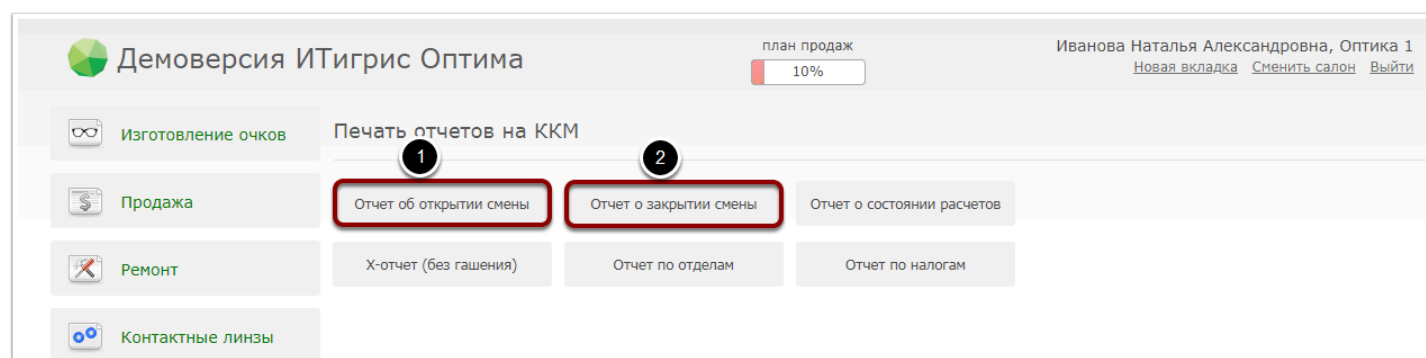 Демоверсия ИТигрис Оптима
план продаж
10%
Иванова Наталья Александровна, Оптика 1
Новая вкладка Сменить салон Выйти
Изготовление очков
Продажа
Ремонт
Контактные линзы
Печать отчетов на ККМ
1
2
Отчет об открытии смены
Отчет о закрытии смены
Отчет о состоянии расчетов
X-отчет (без гашения)
Отчет по отделам
Отчет по налогам